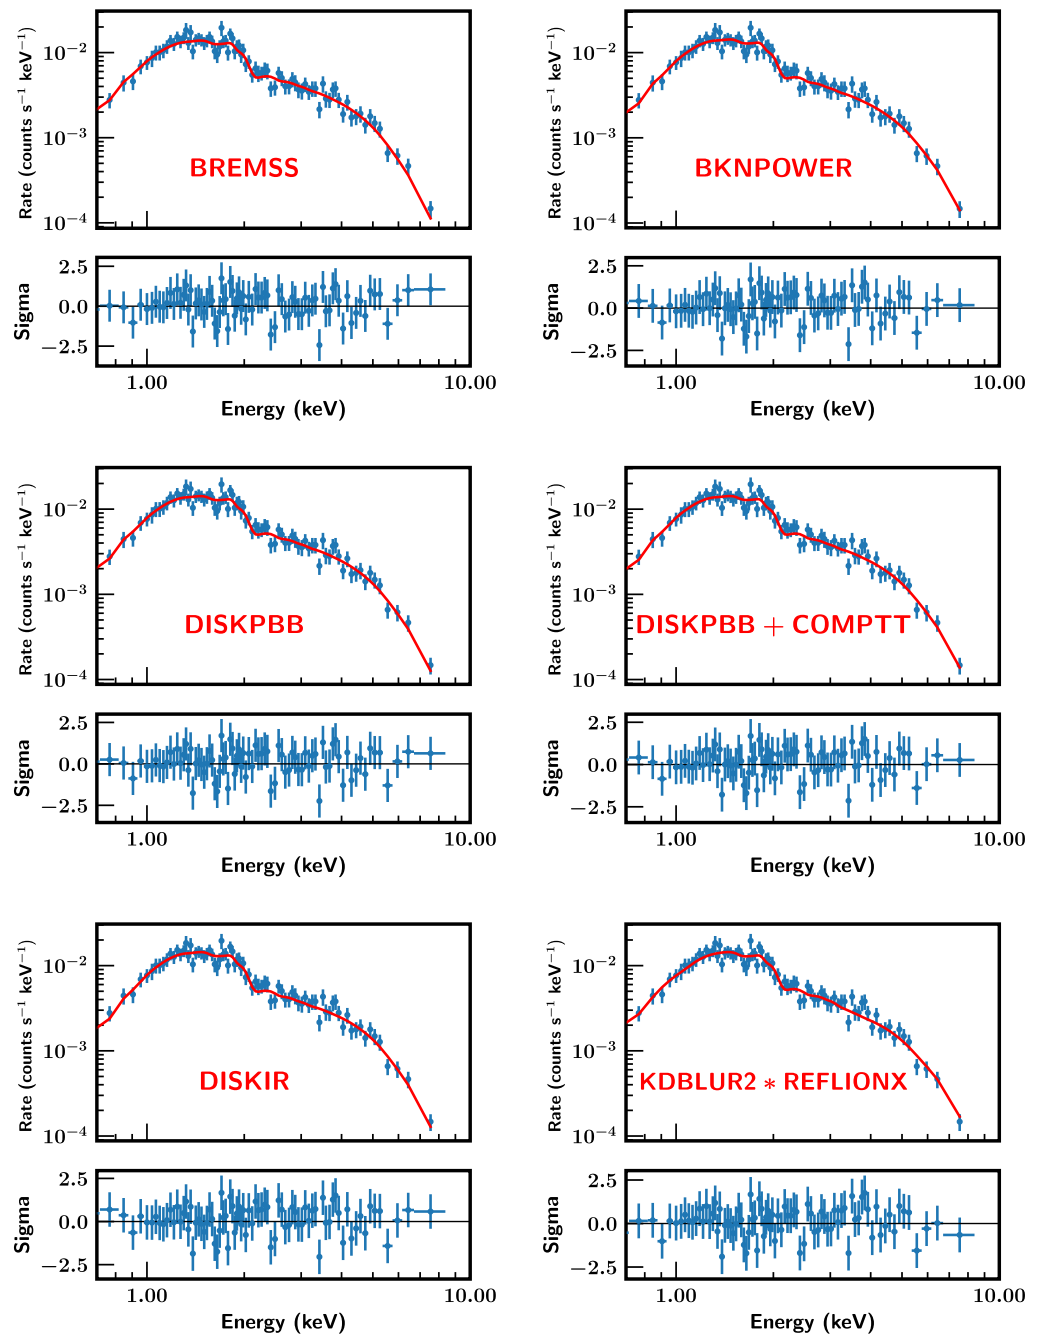 Rate (counts s⁻¹ keV⁻¹)
10⁻²
10⁻³
10⁻⁴
BREMSS
Sigma
2.5
0.0
−2.5
1.00
10.00
Energy (keV)
Rate (counts s⁻¹ keV⁻¹)
10⁻²
10⁻³
10⁻⁴
BKNPOWER
Sigma
2.5
0.0
−2.5
1.00
10.00
Energy (keV)
Rate (counts s⁻¹ keV⁻¹)
10⁻²
10⁻³
10⁻⁴
DISKPBB
Sigma
2.5
0.0
−2.5
1.00
10.00
Energy (keV)
Rate (counts s⁻¹ keV⁻¹)
10⁻²
10⁻³
10⁻⁴
DISKPBB + COMPTT
Sigma
2.5
0.0
−2.5
1.00
10.00
Energy (keV)
Rate (counts s⁻¹ keV⁻¹)
10⁻²
10⁻³
10⁻⁴
DISKIR
Sigma
2.5
0.0
−2.5
1.00
10.00
Energy (keV)
Rate (counts s⁻¹ keV⁻¹)
10⁻²
10⁻³
10⁻⁴
KDBLUR2 * REFLIONX
Sigma
2.5
0.0
−2.5
1.00
10.00
Energy (keV)